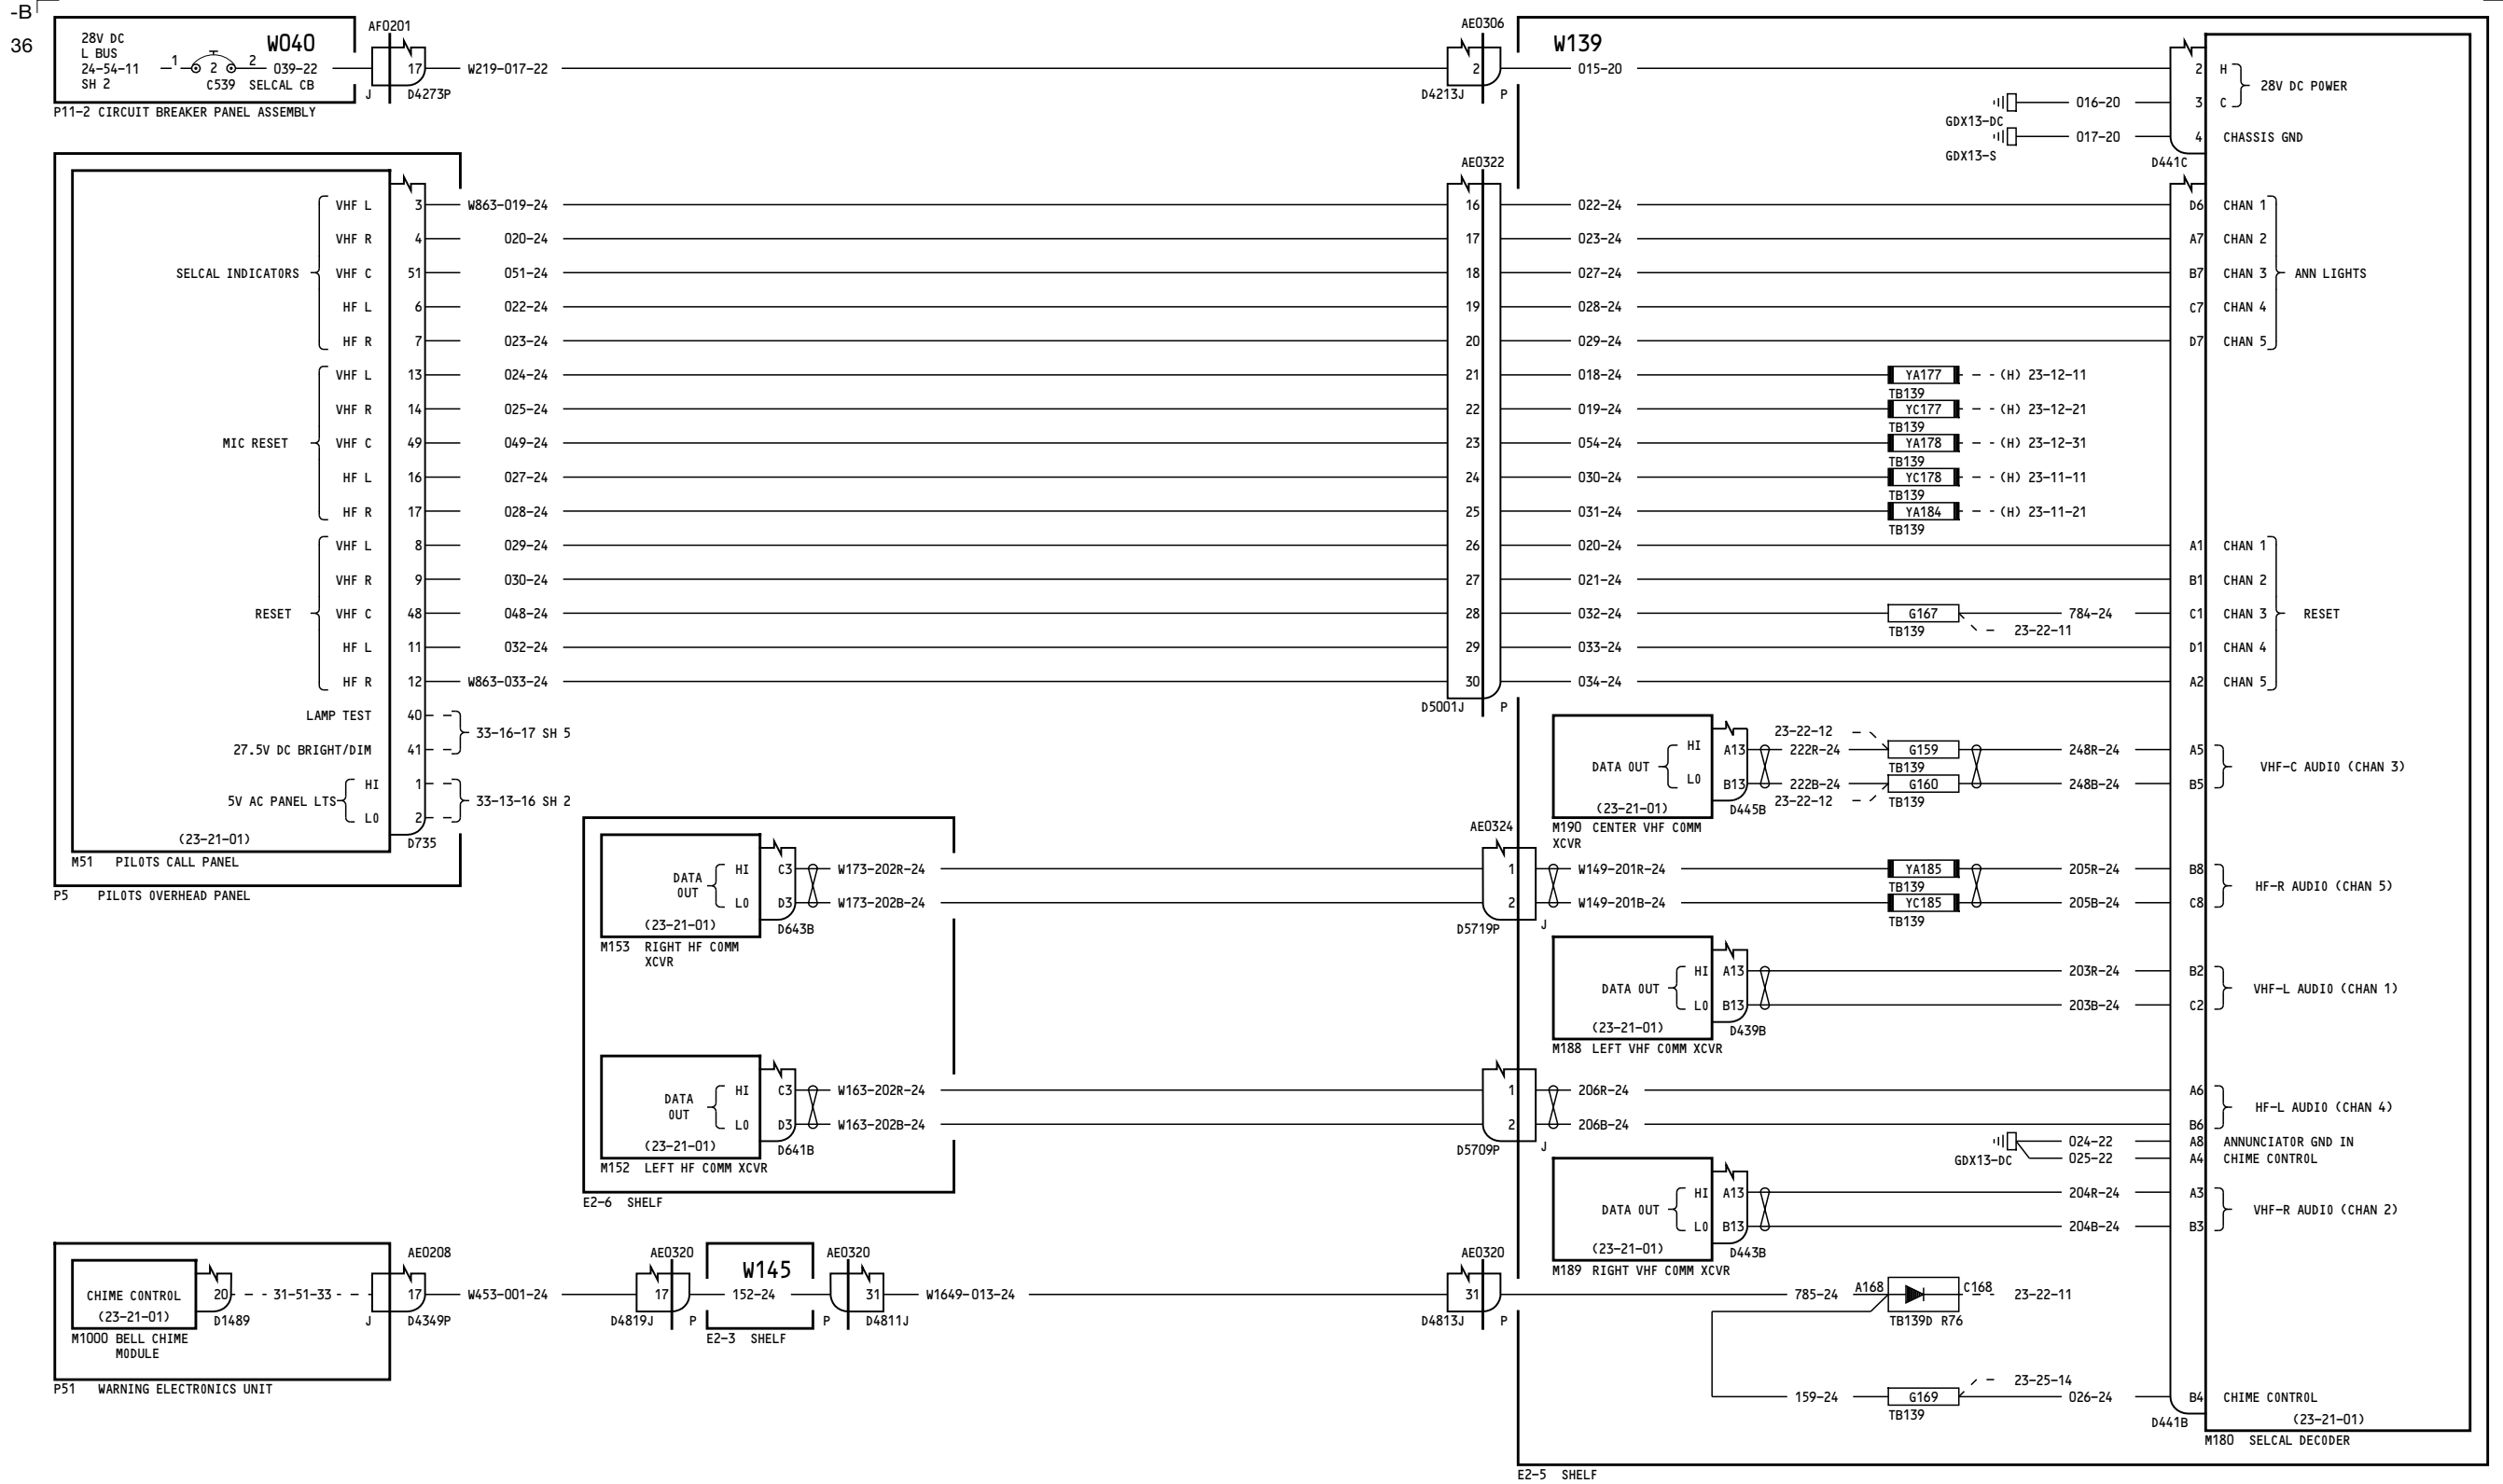 -B
36
28V DC
L BUS
24-54-11
SH 2
1
2
2
C539
W040
039-22
SELCAL CB
P11-2 CIRCUIT BREAKER PANEL ASSEMBLY
AF0201
17
J
D4273P
W219-017-22
AE0306
2
D4213J
P
W139
015-20
2
H
3
C
28V DC POWER
016-20
GDX13-DC
017-20
GDX13-S
4
CHASSIS GND
D441C
SELCAL INDICATORS
AE0322
VHF L 3 W863-019-24 16 022-24 D6 CHAN 1
VHF R 4 020-24 17 023-24 A7 CHAN 2
VHF C 51 051-24 18 027-24 B7 CHAN 3
HF L 6 022-24 19 028-24 C7 CHAN 4
HF R 7 023-24 20 029-24 D7 CHAN 5
ANN LIGHTS
MIC RESET
VHF L 13 024-24 21 018-24 YA177 (H) 23-12-11
TB139
VHF R 14 025-24 22 019-24 YC177 (H) 23-12-21
TB139
VHF C 49 049-24 23 054-24 YA178 (H) 23-12-31
TB139
HF L 16 027-24 24 030-24 YC178 (H) 23-11-11
TB139
HF R 17 028-24 25 031-24 YA184 (H) 23-11-21
TB139
RESET
VHF L 8 029-24 26 020-24 A1 CHAN 1
VHF R 9 030-24 27 021-24 B1 CHAN 2
VHF C 48 048-24 28 032-24 G167 784-24 C1 CHAN 3
TB139 23-22-11
HF L 11 032-24 29 033-24 D1 CHAN 4
HF R 12 W863-033-24 30 034-24 A2 CHAN 5
RESET
D5001J
P
LAMP TEST 40
27.5V DC BRIGHT/DIM 41
33-16-17 SH 5
5V AC PANEL LTS
HI 1
LO 2
33-13-16 SH 2
(23-21-01)
D735
M51 PILOTS CALL PANEL
P5 PILOTS OVERHEAD PANEL
DATA OUT
HI A13 222R-24 G159 248R-24 A5
23-22-12
TB139
LO B13 222B-24 G160 248B-24 B5
23-22-12
TB139
VHF-C AUDIO (CHAN 3)
(23-21-01)
D445B
M190 CENTER VHF COMM
XCVR
AE0324
DATA
OUT
HI C3 W173-202R-24 1 W149-201R-24 YA185 205R-24 B8
TB139
LO D3 W173-202B-24 2 W149-201B-24 YC185 205B-24 C8
TB139
HF-R AUDIO (CHAN 5)
(23-21-01)
D643B
D5719P
J
M153 RIGHT HF COMM
XCVR
DATA OUT
HI A13 203R-24 B2
LO B13 203B-24 C2
VHF-L AUDIO (CHAN 1)
(23-21-01)
D439B
M188 LEFT VHF COMM XCVR
DATA
OUT
HI C3 W163-202R-24 1 206R-24 A6
LO D3 W163-202B-24 2 206B-24 B6
HF-L AUDIO (CHAN 4)
(23-21-01)
D641B
D5709P
J
M152 LEFT HF COMM XCVR
E2-6 SHELF
GDX13-DC
024-22 A8 ANNUNCIATOR GND IN
025-22 A4 CHIME CONTROL
DATA OUT
HI A13 204R-24 A3
LO B13 204B-24 B3
VHF-R AUDIO (CHAN 2)
(23-21-01)
D443B
M189 RIGHT VHF COMM XCVR
CHIME CONTROL
(23-21-01)
20
D1489
31-51-33
AE0208
17
J
D4349P
M1000 BELL CHIME
MODULE
P51 WARNING ELECTRONICS UNIT
W453-001-24
AE0320
17
D4819J
P
W145
152-24
E2-3 SHELF
AE0320
31
P
D4811J
W1649-013-24
AE0320
31
D4813J
P
785-24
A168
C168
23-22-11
TB139D R76
159-24
G169
TB139
23-25-14
026-24
B4
CHIME CONTROL
D441B
(23-21-01)
M180 SELCAL DECODER
E2-5 SHELF